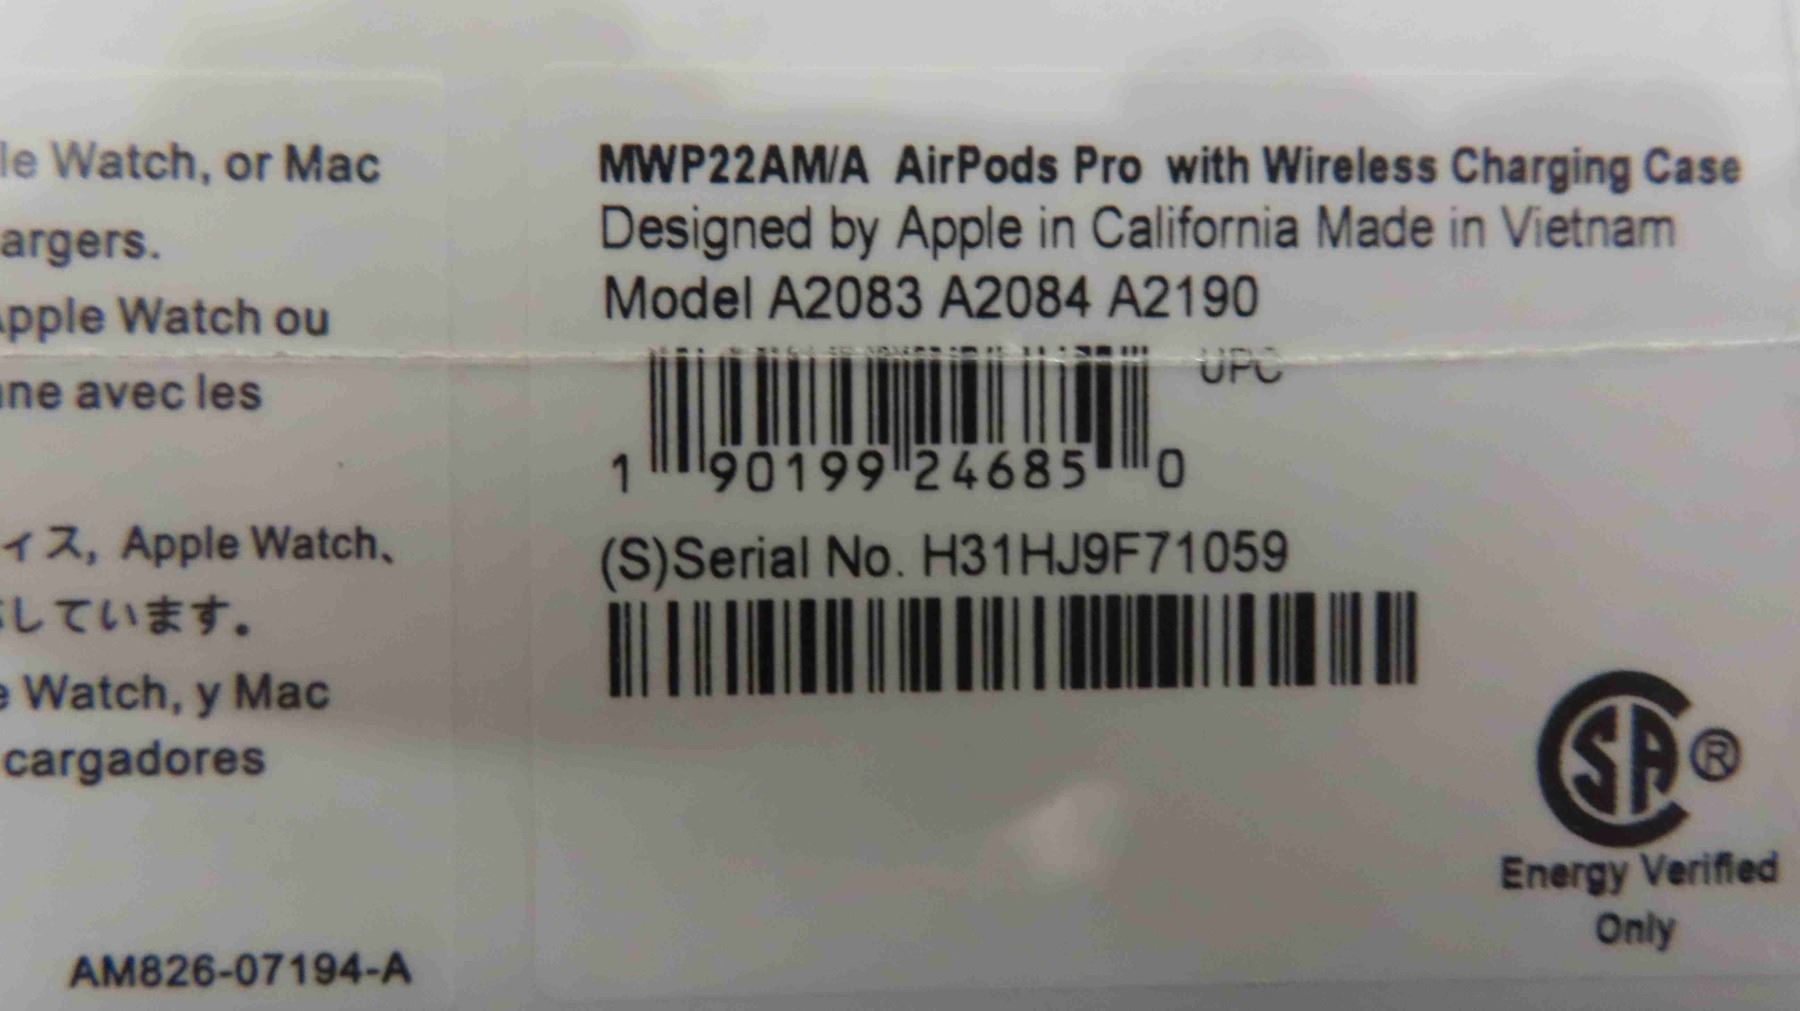 le Watch, or Mac
argers.
Apple Watch ou
ne avec les
ィス, Apple Watch、
しています。
e Watch, y Mac
cargadores
AM826-07194-A
MWP22AM/A AirPods Pro with Wireless Charging Case
Designed by Apple in California Made in Vietnam
Model A2083 A2084 A2190
UPC
1 90199 24685 0
(S)Serial No. H31HJ9F71059
SA ®
Energy Verified
Only